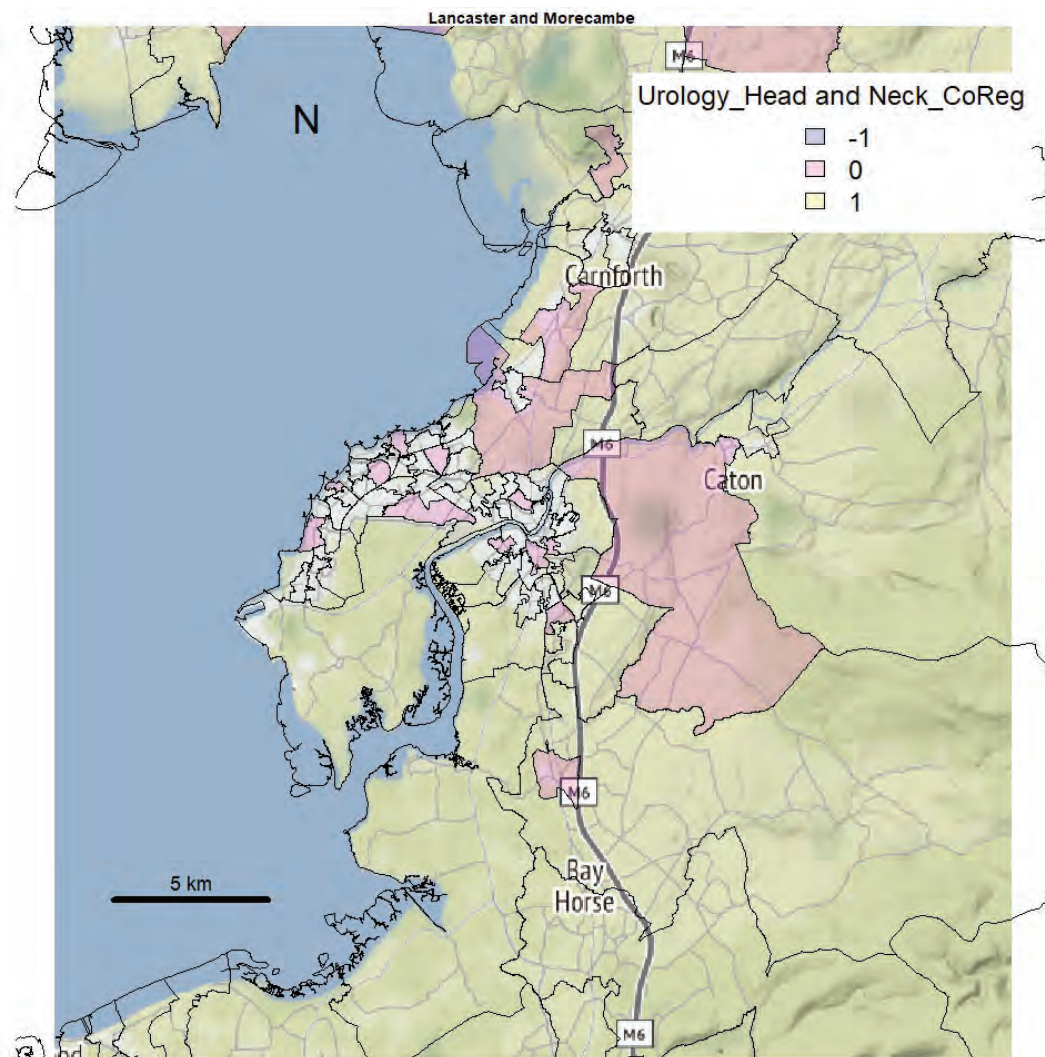 Lancaster and Morecambe
M6
Urology_Head and Neck_CoReg
-1
0
1
N
Carnforth
M6
Caton
M6
M6
Bay
Horse
5 km
M6